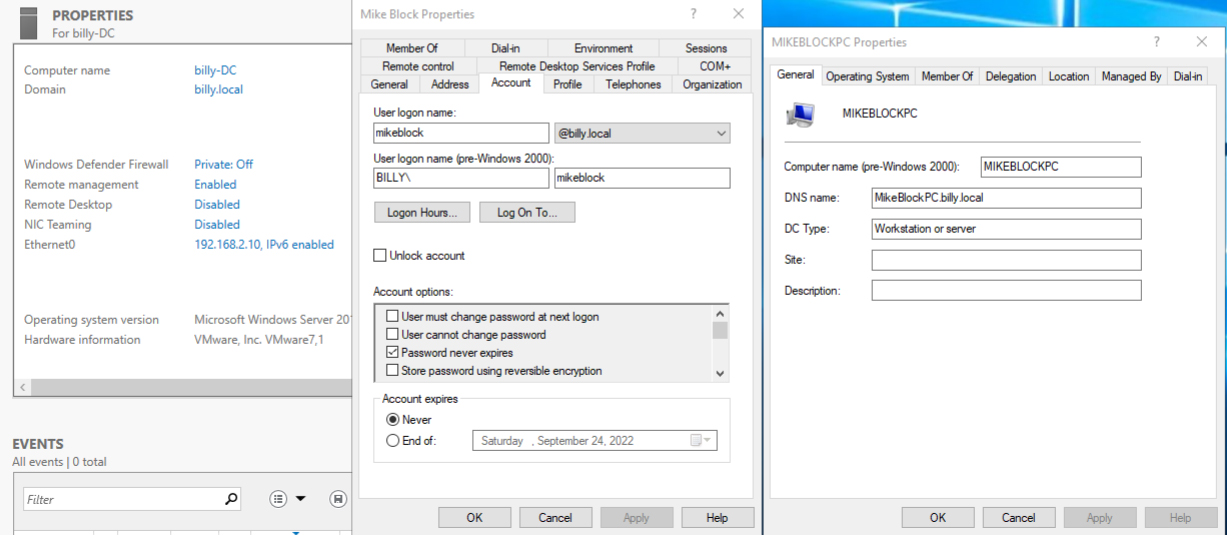 PROPERTIES
For billy-DC
Computer name billy-DC
Domain billy.local
Windows Defender Firewall Private: Off
Remote management Enabled
Remote Desktop Disabled
NIC Teaming Disabled
Ethernet0 192.168.2.10, IPv6 enabled
Operating system version Microsoft Windows Server 201
Hardware information VMware, Inc. VMware7,1
EVENTS
All events | 0 total
Filter
Mike Block Properties
Member Of Dial-in Environment Sessions
Remote control Remote Desktop Services Profile COM+
General Address Account Profile Telephones Organization
User logon name:
mikeblock @billy.local
User logon name (pre-Windows 2000):
BILLY\ mikeblock
Logon Hours... Log On To...
Unlock account
Account options:
User must change password at next logon
User cannot change password
Password never expires
Store password using reversible encryption
Account expires
Never
End of: Saturday , September 24, 2022
OK Cancel Apply Help
MIKEBLOCKPC Properties
General Operating System Member Of Delegation Location Managed By Dial-in
MIKEBLOCKPC
Computer name (pre-Windows 2000): MIKEBLOCKPC
DNS name: MikeBlockPC.billy.local
DC Type: Workstation or server
Site:
Description:
OK Cancel Apply Help